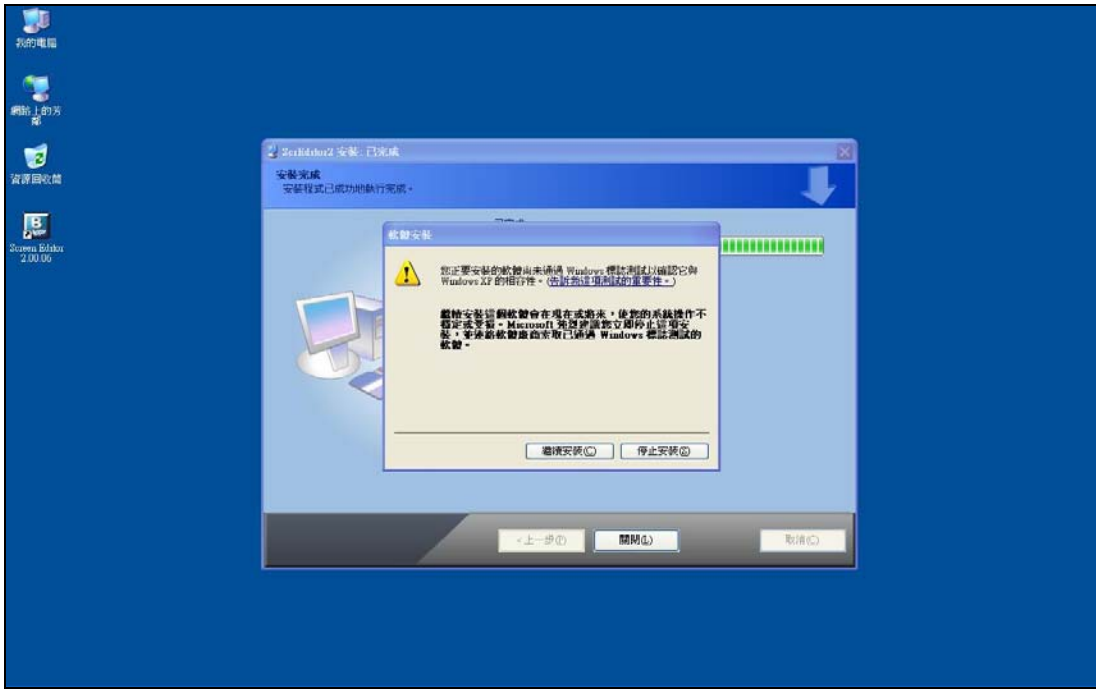 我的電腦
網路上的芳
鄰
資源回收筒
Screen Editor
2.00.06
ScrEditor2 安裝: 已完成
安裝完成
安裝程式已成功地執行完成。
已完成
軟體安裝
您正要安裝的軟體尚未通過 Windows 標誌測試以確認它與
Windows XP 的相容性。(告訴我這項測試的重要性。)
繼續安裝這個軟體會在現在或將來，使您的系統操作不
穩定或受損。Microsoft 強烈建議您立即停止這項安
裝，並連絡軟體廠商索取已通過 Windows 標誌測試的
軟體。
繼續安裝(C)
停止安裝(S)
<上一步(P)
關閉(L)
取消(C)